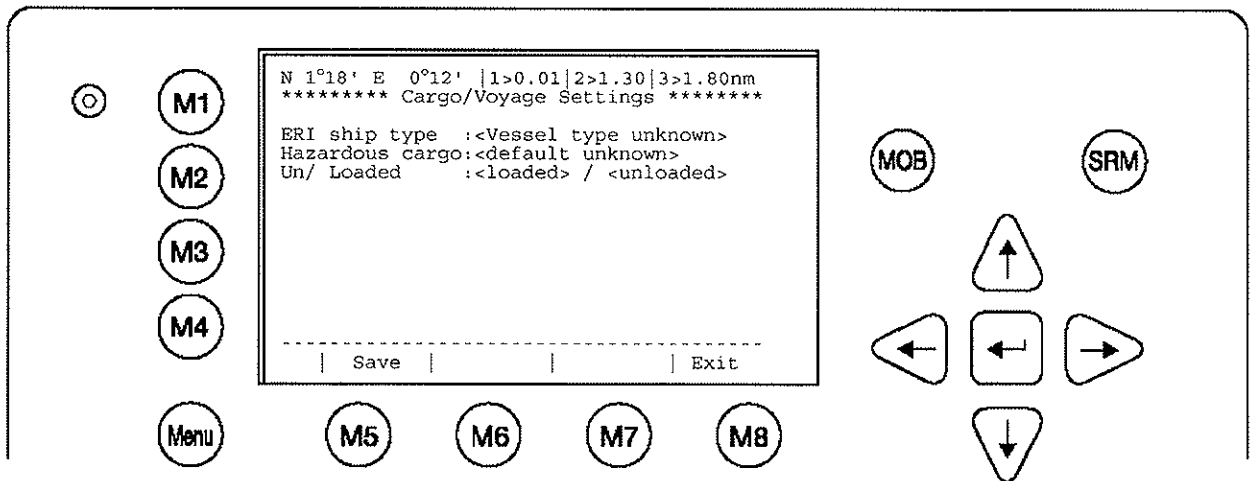 N 1°18' E 0°12' |1>0.01|2>1.30|3>1.80nm
********* Cargo/Voyage Settings ********
ERI ship type :<Vessel type unknown>
Hazardous cargo:<default unknown>
Un/ Loaded :<loaded> / <unloaded>
| Save | | | Exit
M1
M2
M3
M4
Menu
M5
M6
M7
M8
MOB
SRM